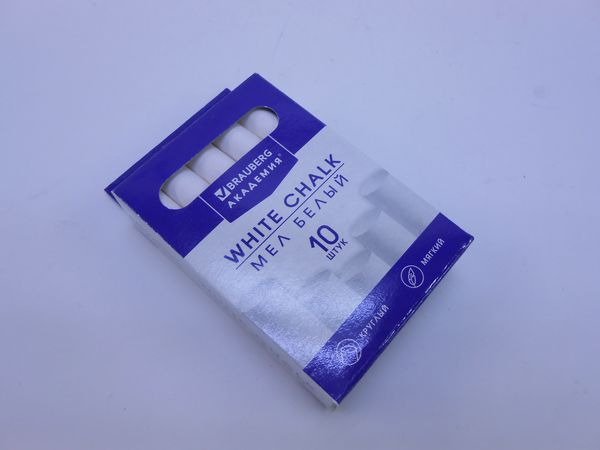 BRAUBERG
АКАДЕМИЯ®
WHITE CHALK
МЕЛ БЕЛЫЙ
10
ШТУК
КРУГЛЫЙ
МЯГКИЙ